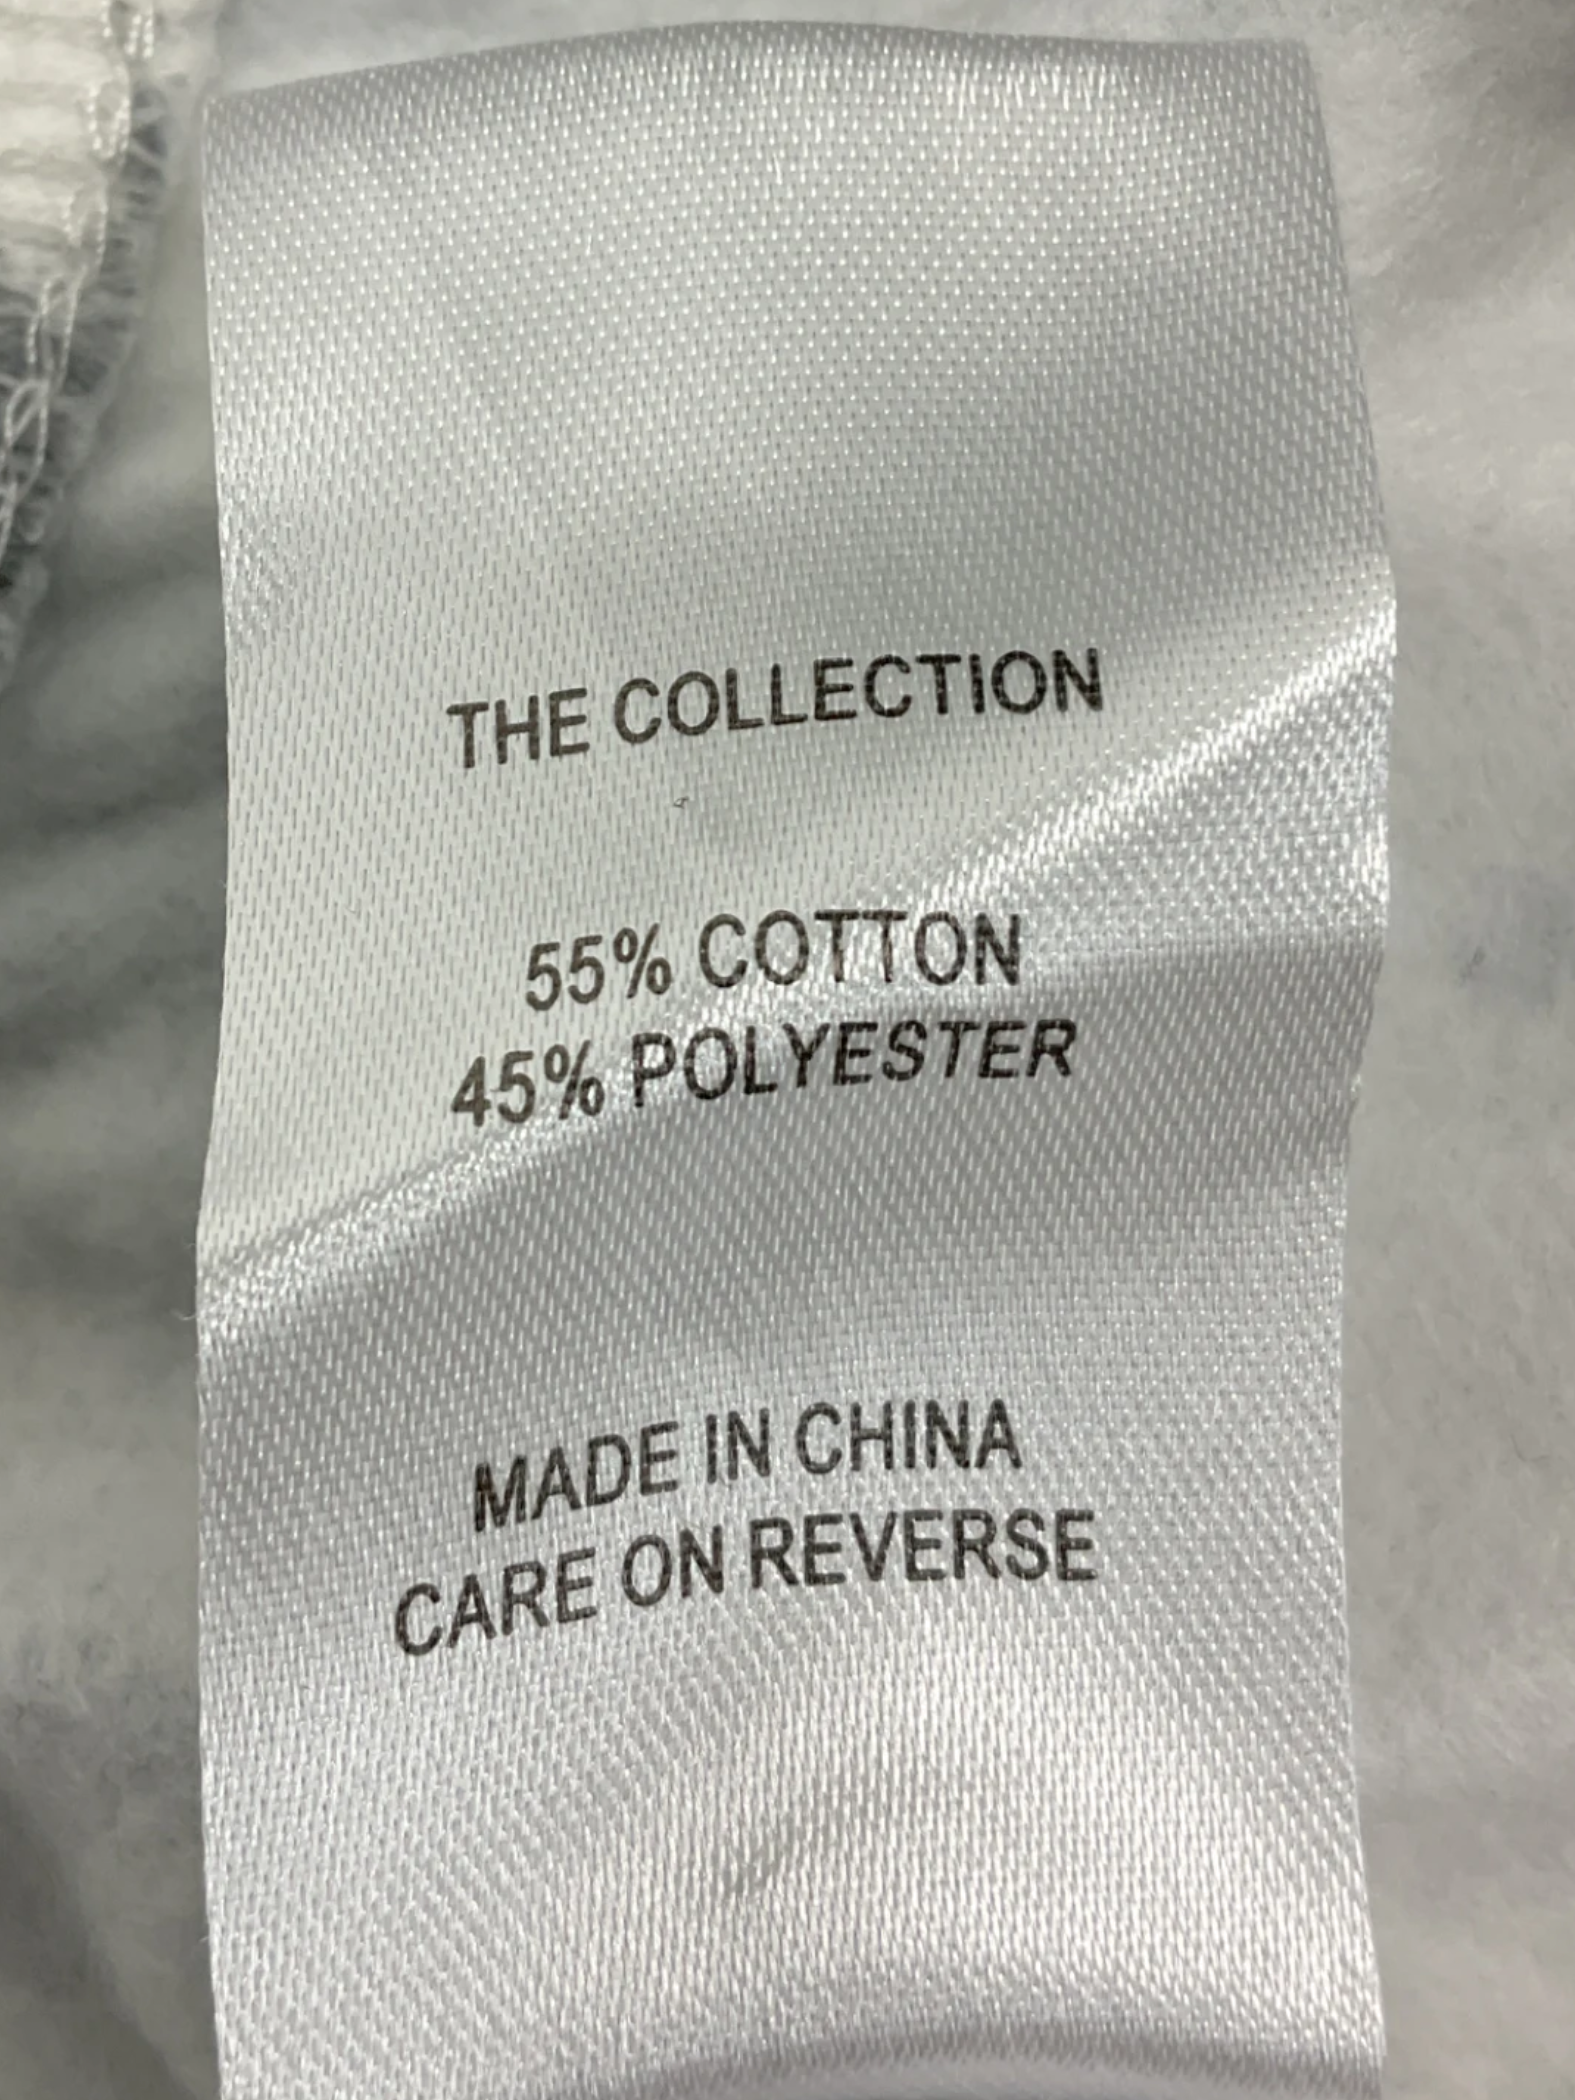 THE COLLECTION
55% COTTON
45% POLYESTER
MADE IN CHINA
CARE ON REVERSE